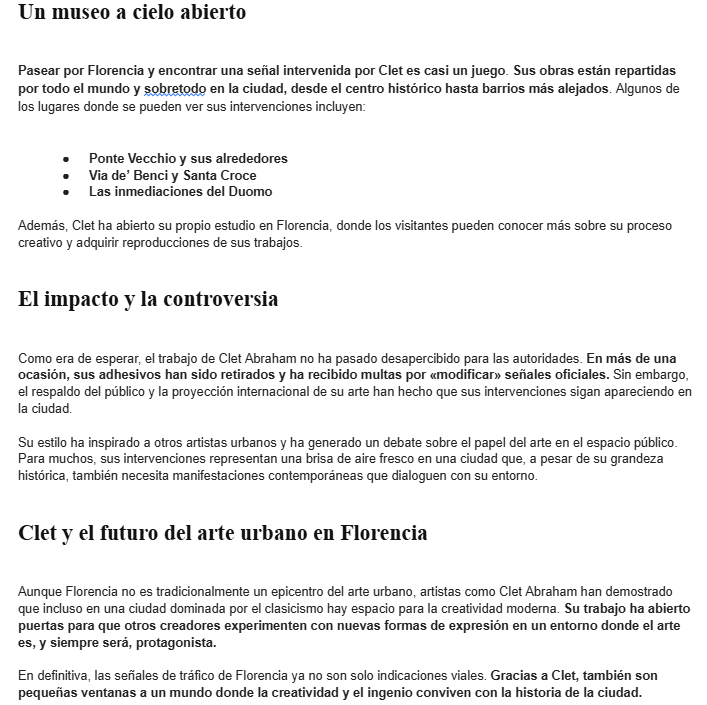 Un museo a cielo abierto
Pasear por Florencia y encontrar una señal intervenida por Clet es casi un juego. Sus obras están repartidas
por todo el mundo y sobretodo en la ciudad, desde el centro histórico hasta barrios más alejados. Algunos de
los lugares donde se pueden ver sus intervenciones incluyen:
• Ponte Vecchio y sus alrededores
• Via de’ Benci y Santa Croce
• Las inmediaciones del Duomo
Además, Clet ha abierto su propio estudio en Florencia, donde los visitantes pueden conocer más sobre su proceso
creativo y adquirir reproducciones de sus trabajos.
El impacto y la controversia
Como era de esperar, el trabajo de Clet Abraham no ha pasado desapercibido para las autoridades. En más de una
ocasión, sus adhesivos han sido retirados y ha recibido multas por «modificar» señales oficiales. Sin embargo,
el respaldo del público y la proyección internacional de su arte han hecho que sus intervenciones sigan apareciendo en
la ciudad.
Su estilo ha inspirado a otros artistas urbanos y ha generado un debate sobre el papel del arte en el espacio público.
Para muchos, sus intervenciones representan una brisa de aire fresco en una ciudad que, a pesar de su grandeza
histórica, también necesita manifestaciones contemporáneas que dialoguen con su entorno.
Clet y el futuro del arte urbano en Florencia
Aunque Florencia no es tradicionalmente un epicentro del arte urbano, artistas como Clet Abraham han demostrado
que incluso en una ciudad dominada por el clasicismo hay espacio para la creatividad moderna. Su trabajo ha abierto
puertas para que otros creadores experimenten con nuevas formas de expresión en un entorno donde el arte
es, y siempre será, protagonista.
En definitiva, las señales de tráfico de Florencia ya no son solo indicaciones viales. Gracias a Clet, también son
pequeñas ventanas a un mundo donde la creatividad y el ingenio conviven con la historia de la ciudad.